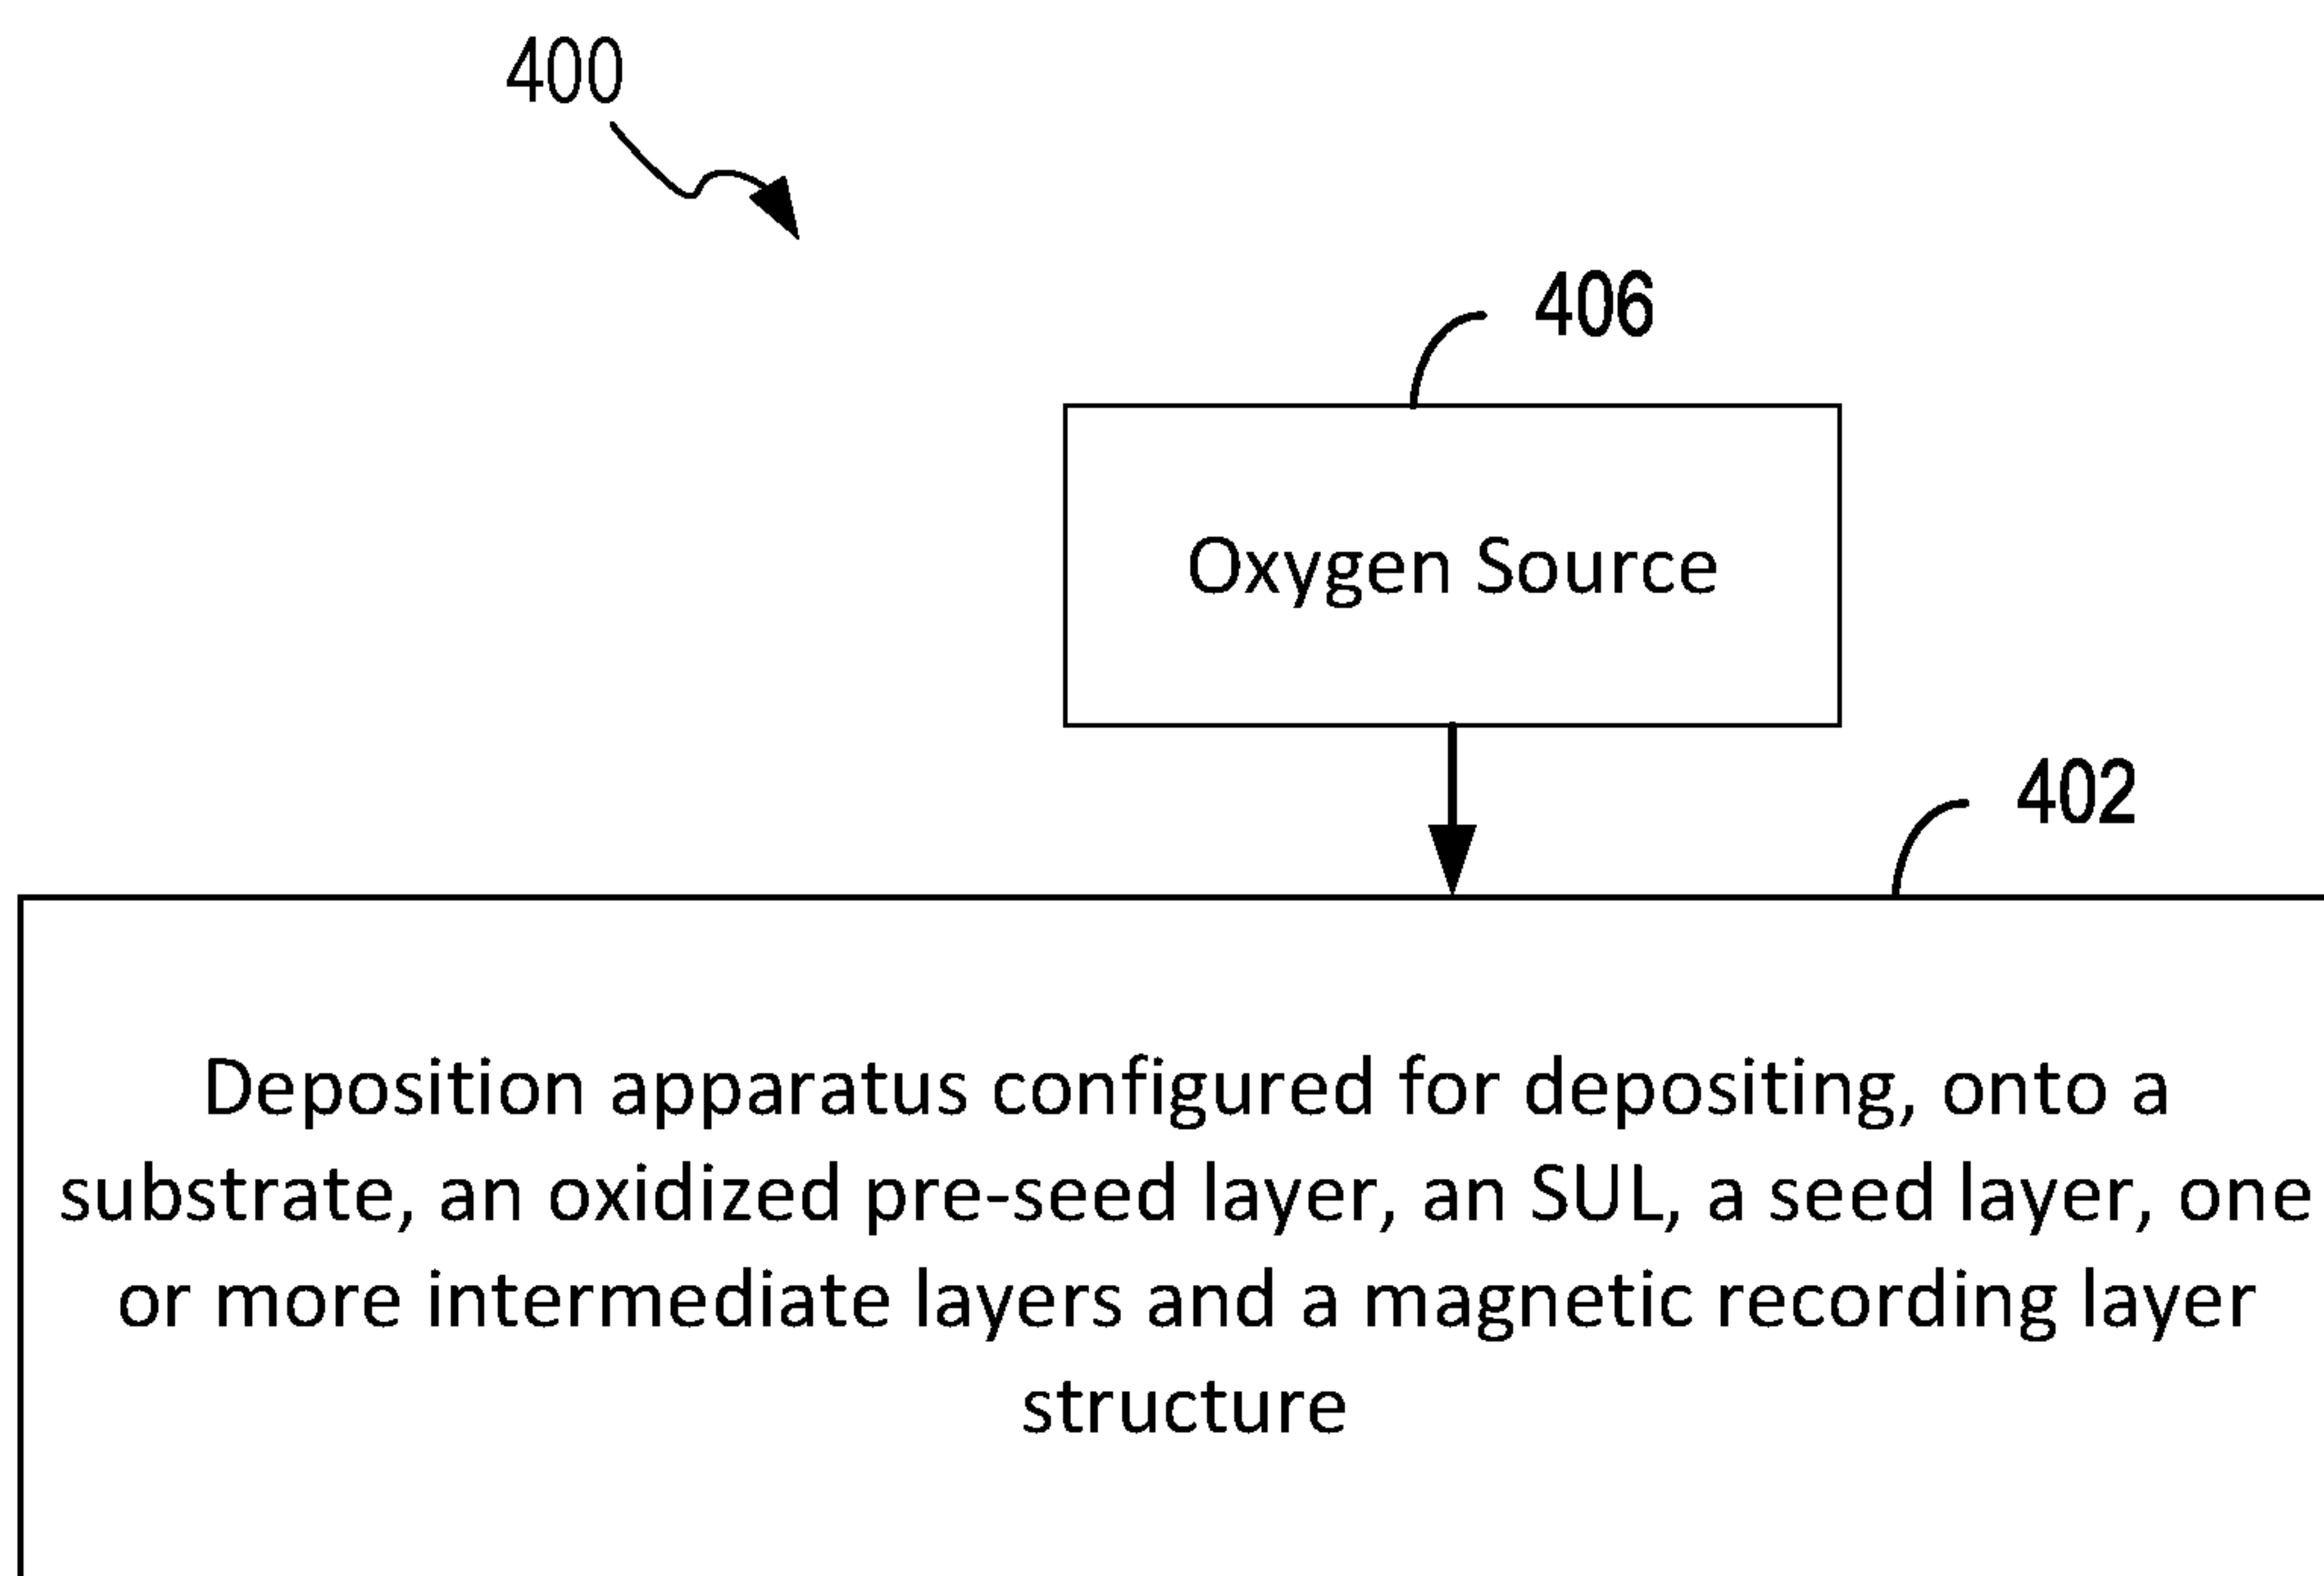 400
406
Oxygen Source
402
Deposition apparatus configured for depositing, onto a
substrate, an oxidized pre-seed layer, an SUL, a seed layer, one
or more intermediate layers and a magnetic recording layer
structure